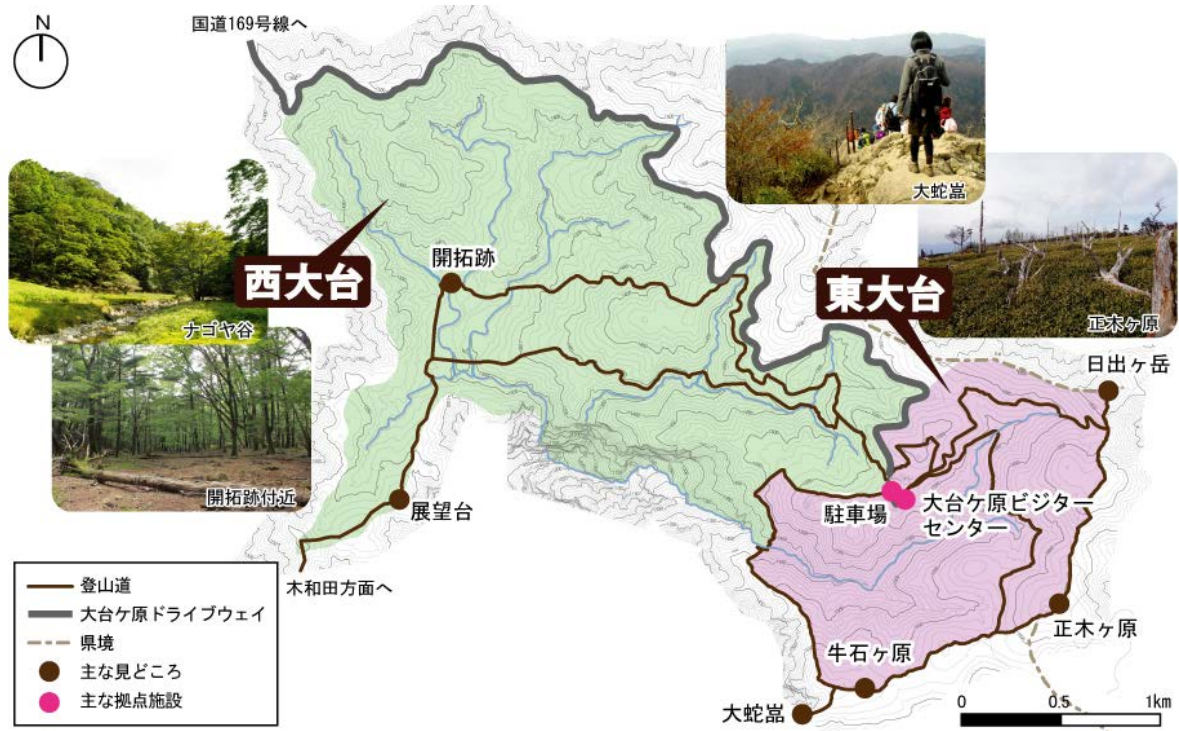 N
国道169号線へ
大蛇嵓
正木ヶ原
ナゴヤ谷
開拓跡付近
西大台
東大台
開拓跡
日出ヶ岳
展望台
駐車場
大台ケ原ビジター
センター
木和田方面へ
正木ヶ原
牛石ヶ原
大蛇嵓
登山道
大台ケ原ドライブウェイ
県境
主な見どころ
主な拠点施設
0 0.5 1km